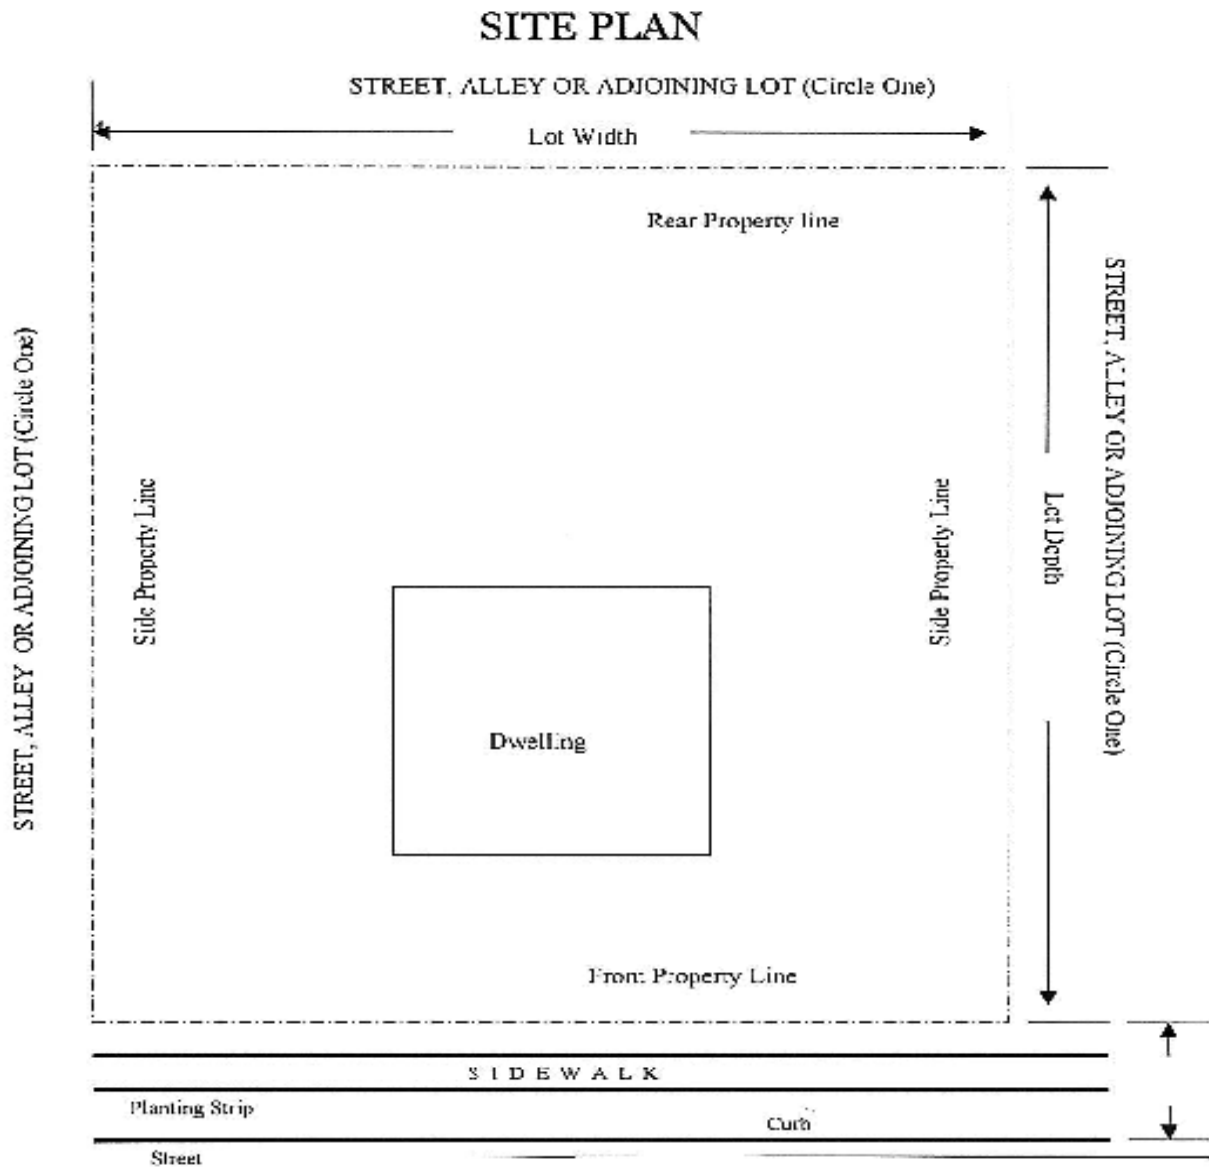 SITE PLAN
STREET, ALLEY OR ADJOINING LOT (Circle One)
Lot Width
Rear Property line
STREET, ALLEY OR ADJOINING LOT (Circle One)
Side Property Line
Side Property Line
Lot Depth
STREET, ALLEY OR ADJOINING LOT (Circle One)
Dwelling
Front Property Line
SIDEWALK
Planting Strip
Curb
Street